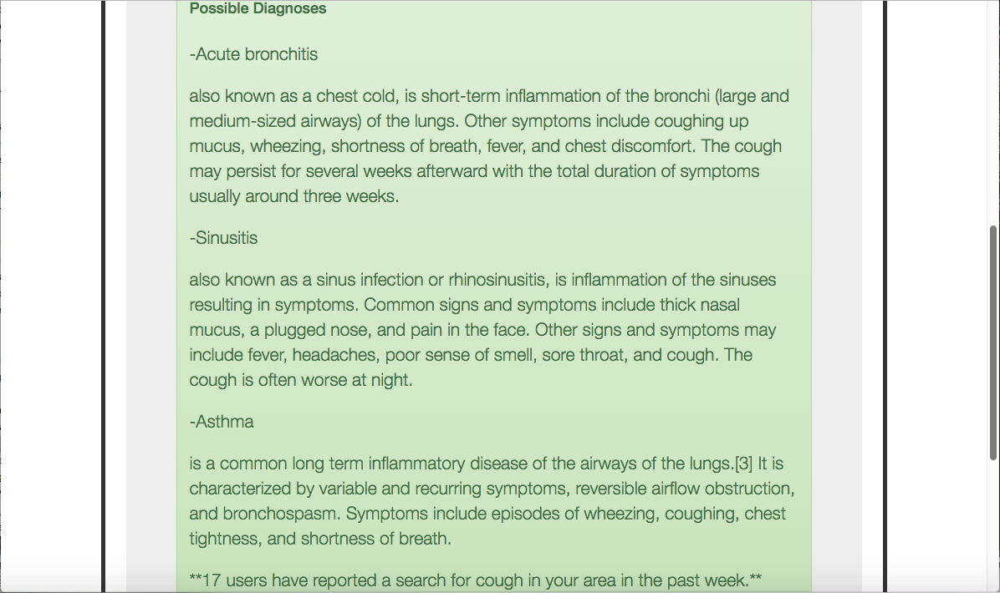 Possible Diagnoses
-Acute bronchitis
also known as a chest cold, is short-term inflammation of the bronchi (large and
medium-sized airways) of the lungs. Other symptoms include coughing up
mucus, wheezing, shortness of breath, fever, and chest discomfort. The cough
may persist for several weeks afterward with the total duration of symptoms
usually around three weeks.
-Sinusitis
also known as a sinus infection or rhinosinusitis, is inflammation of the sinuses
resulting in symptoms. Common signs and symptoms include thick nasal
mucus, a plugged nose, and pain in the face. Other signs and symptoms may
include fever, headaches, poor sense of smell, sore throat, and cough. The
cough is often worse at night.
-Asthma
is a common long term inflammatory disease of the airways of the lungs.[3] It is
characterized by variable and recurring symptoms, reversible airflow obstruction,
and bronchospasm. Symptoms include episodes of wheezing, coughing, chest
tightness, and shortness of breath.
**17 users have reported a search for cough in your area in the past week.**